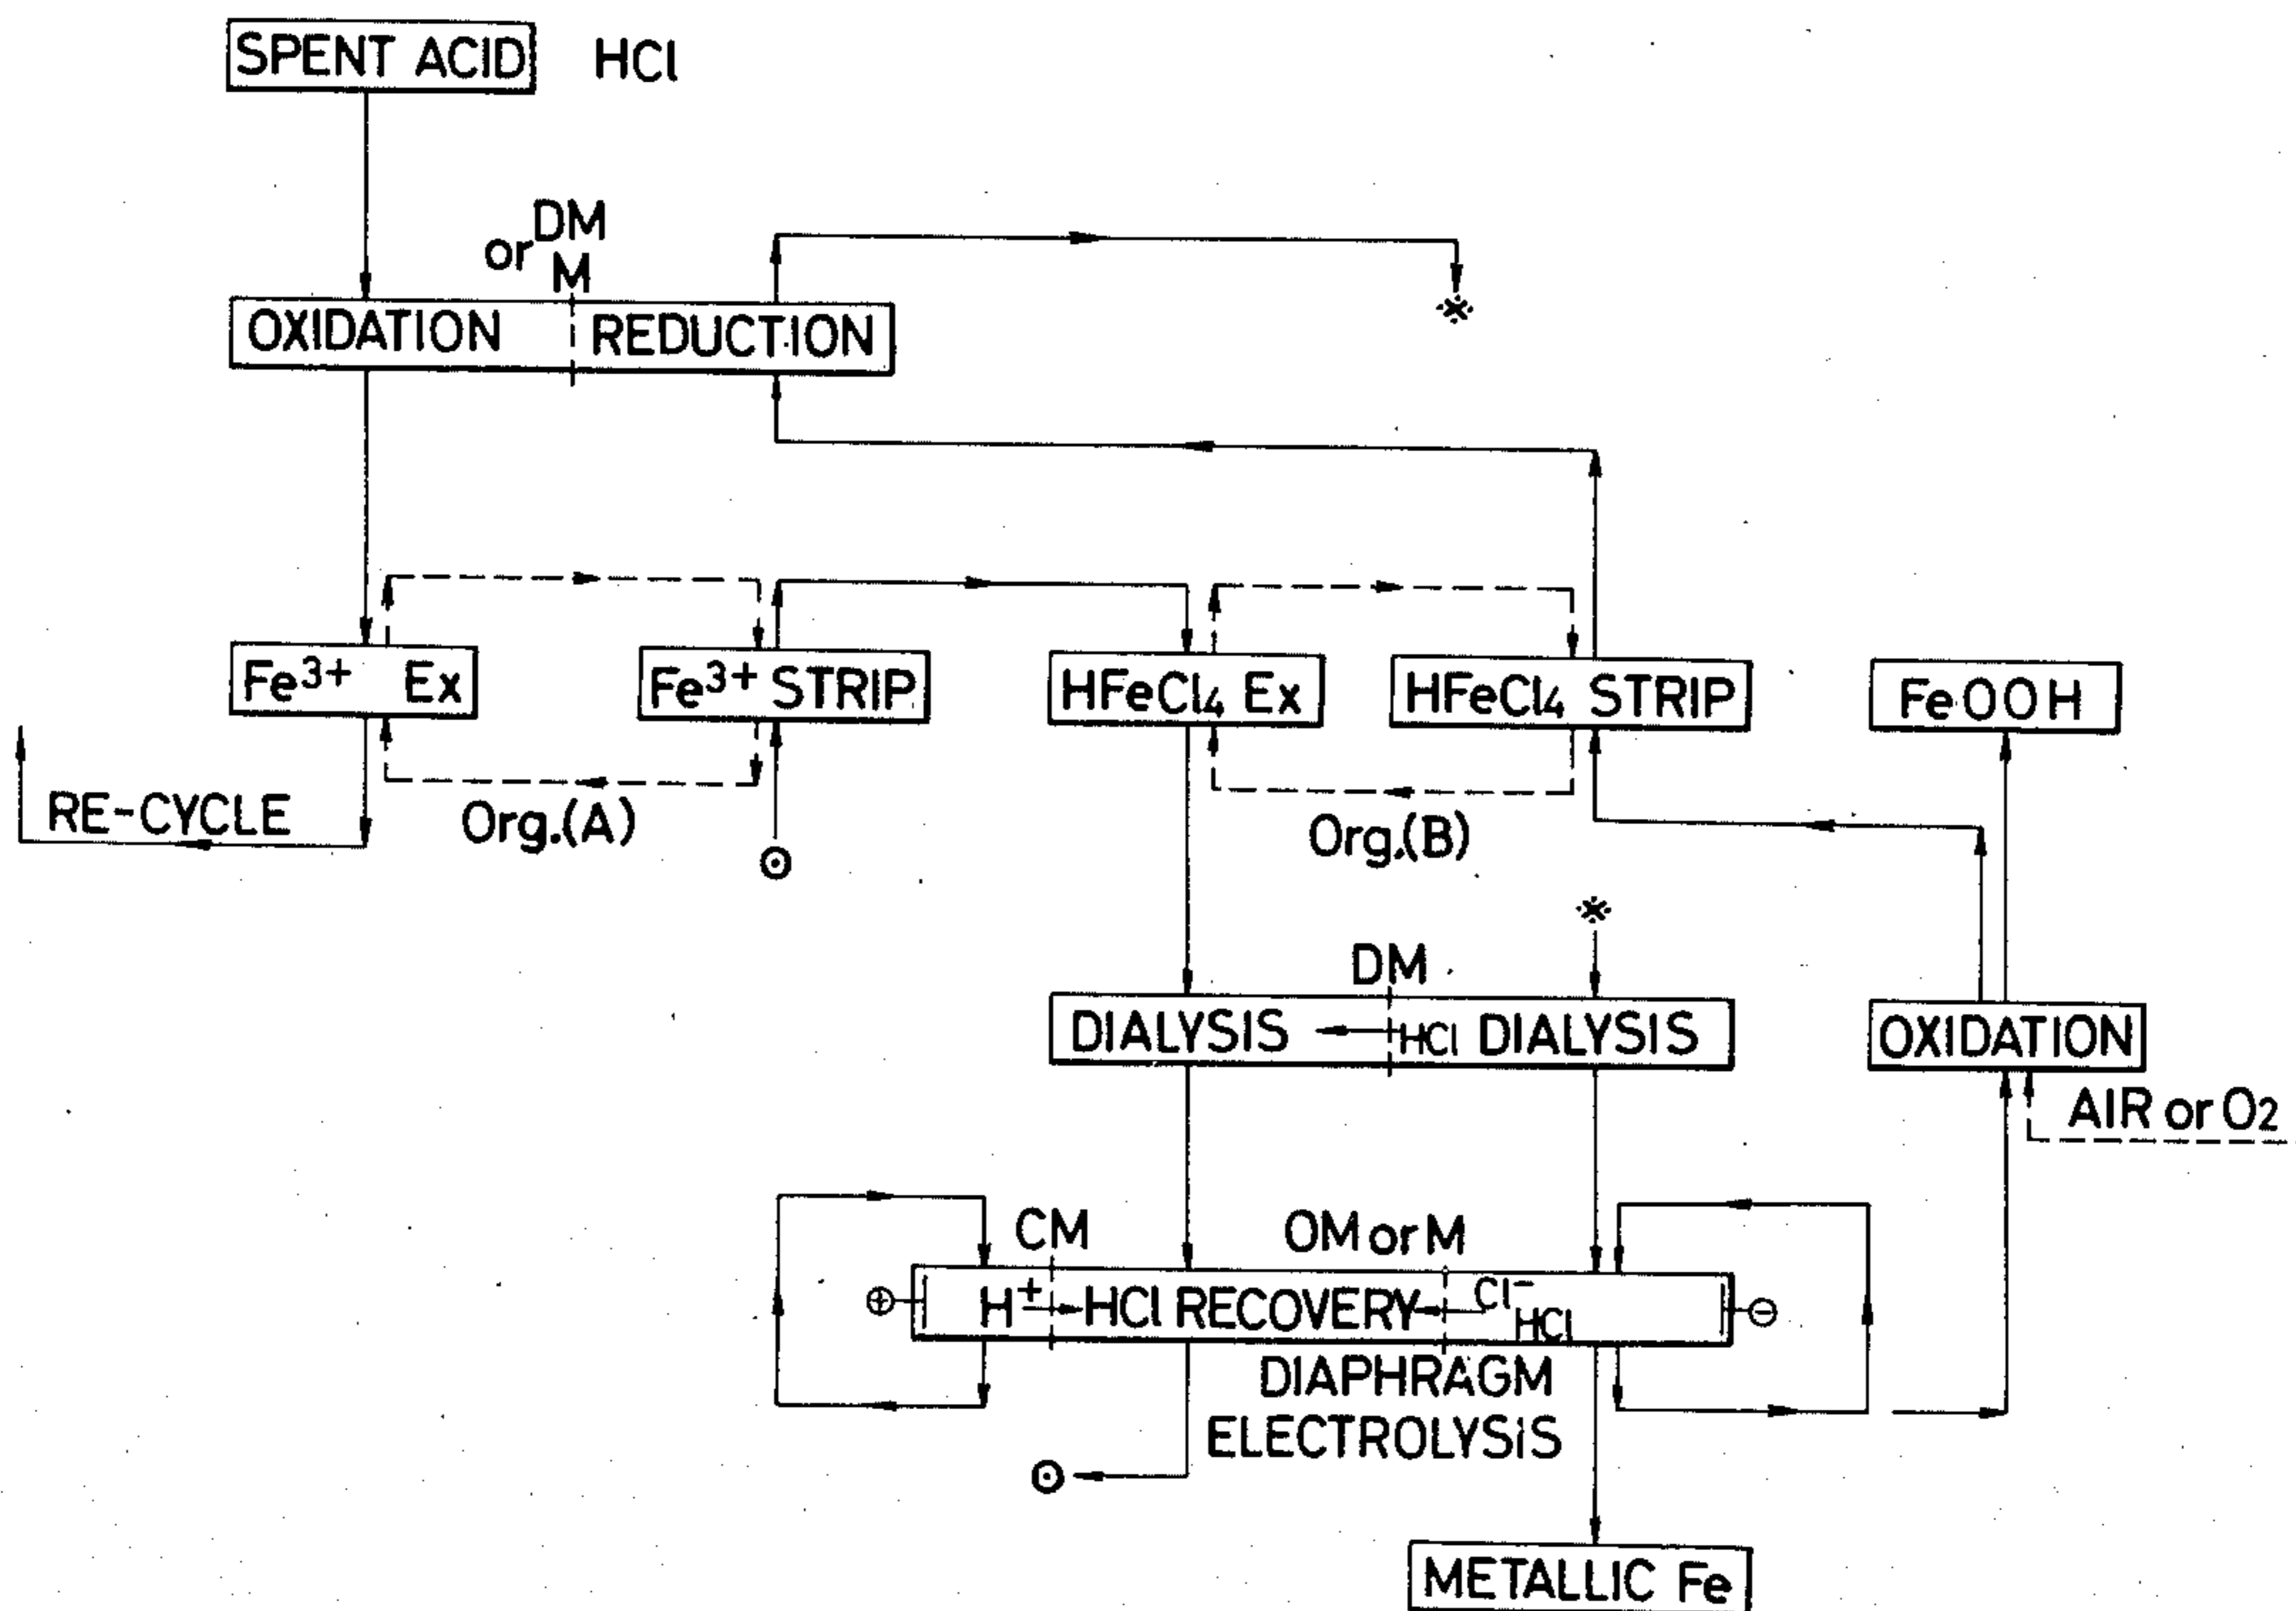 SPENT ACID HCl
or DM
M
OXIDATION REDUCTION
※
Fe³⁺ Ex
Fe³⁺ STRIP
HFeCl₄ Ex
HFeCl₄ STRIP
FeOOH
RE-CYCLE
Org.(A)
Org.(B)
⊙
※
DM
DIALYSIS HCl DIALYSIS
OXIDATION
AIR or O₂
CM
OM or M
⊕ H⁺ HCl RECOVERY Cl⁻ HCl ⊖
DIAPHRAGM
ELECTROLYSIS
⊙
METALLIC Fe